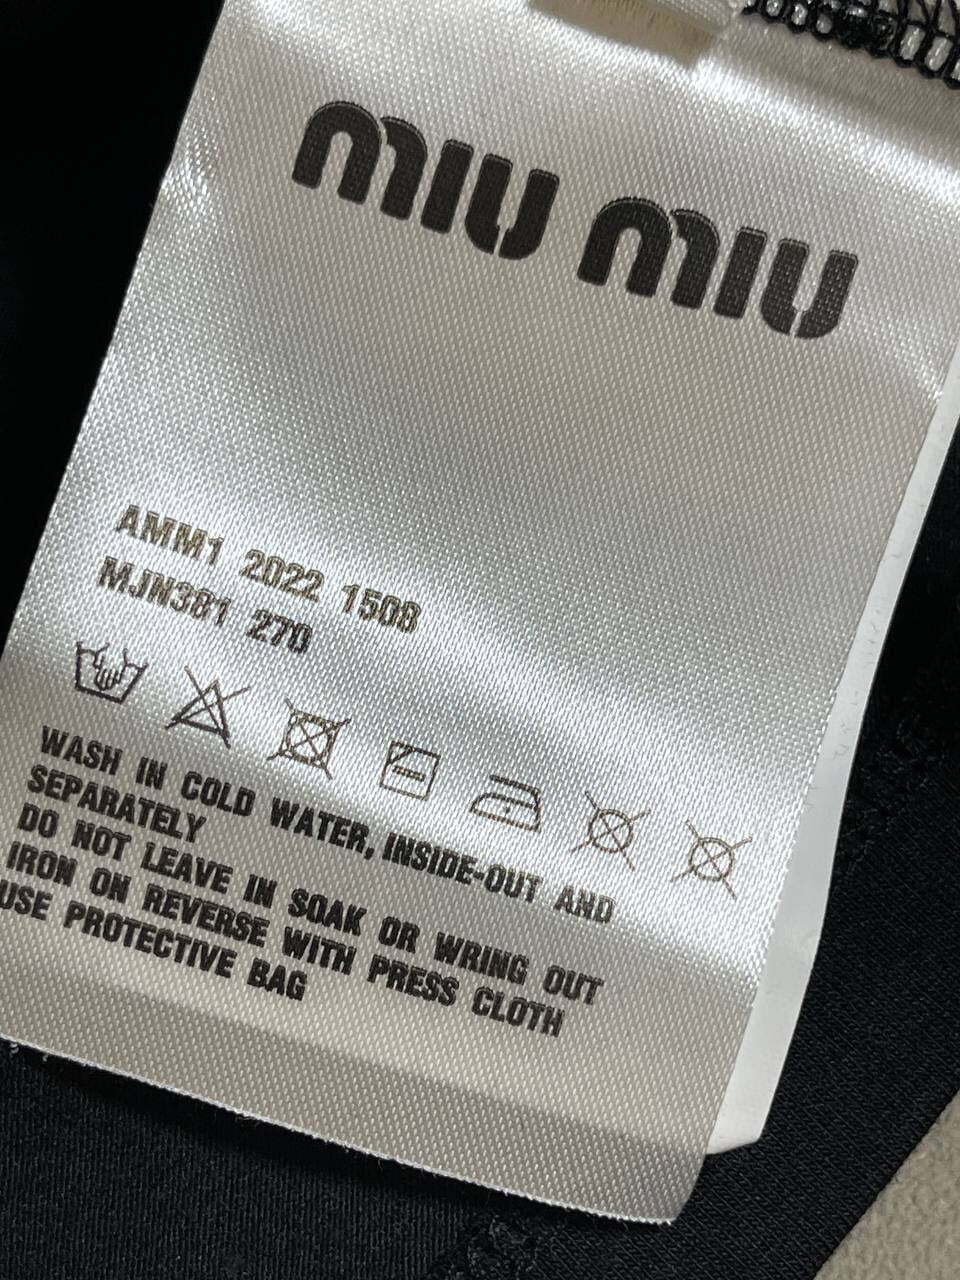 miu miu
AMM1 2022 1508
MJN381 270
WASH IN COLD WATER, INSIDE-OUT AND
SEPARATELY
DO NOT LEAVE IN SOAK OR WRING OUT
IRON ON REVERSE WITH PRESS CLOTH
USE PROTECTIVE BAG